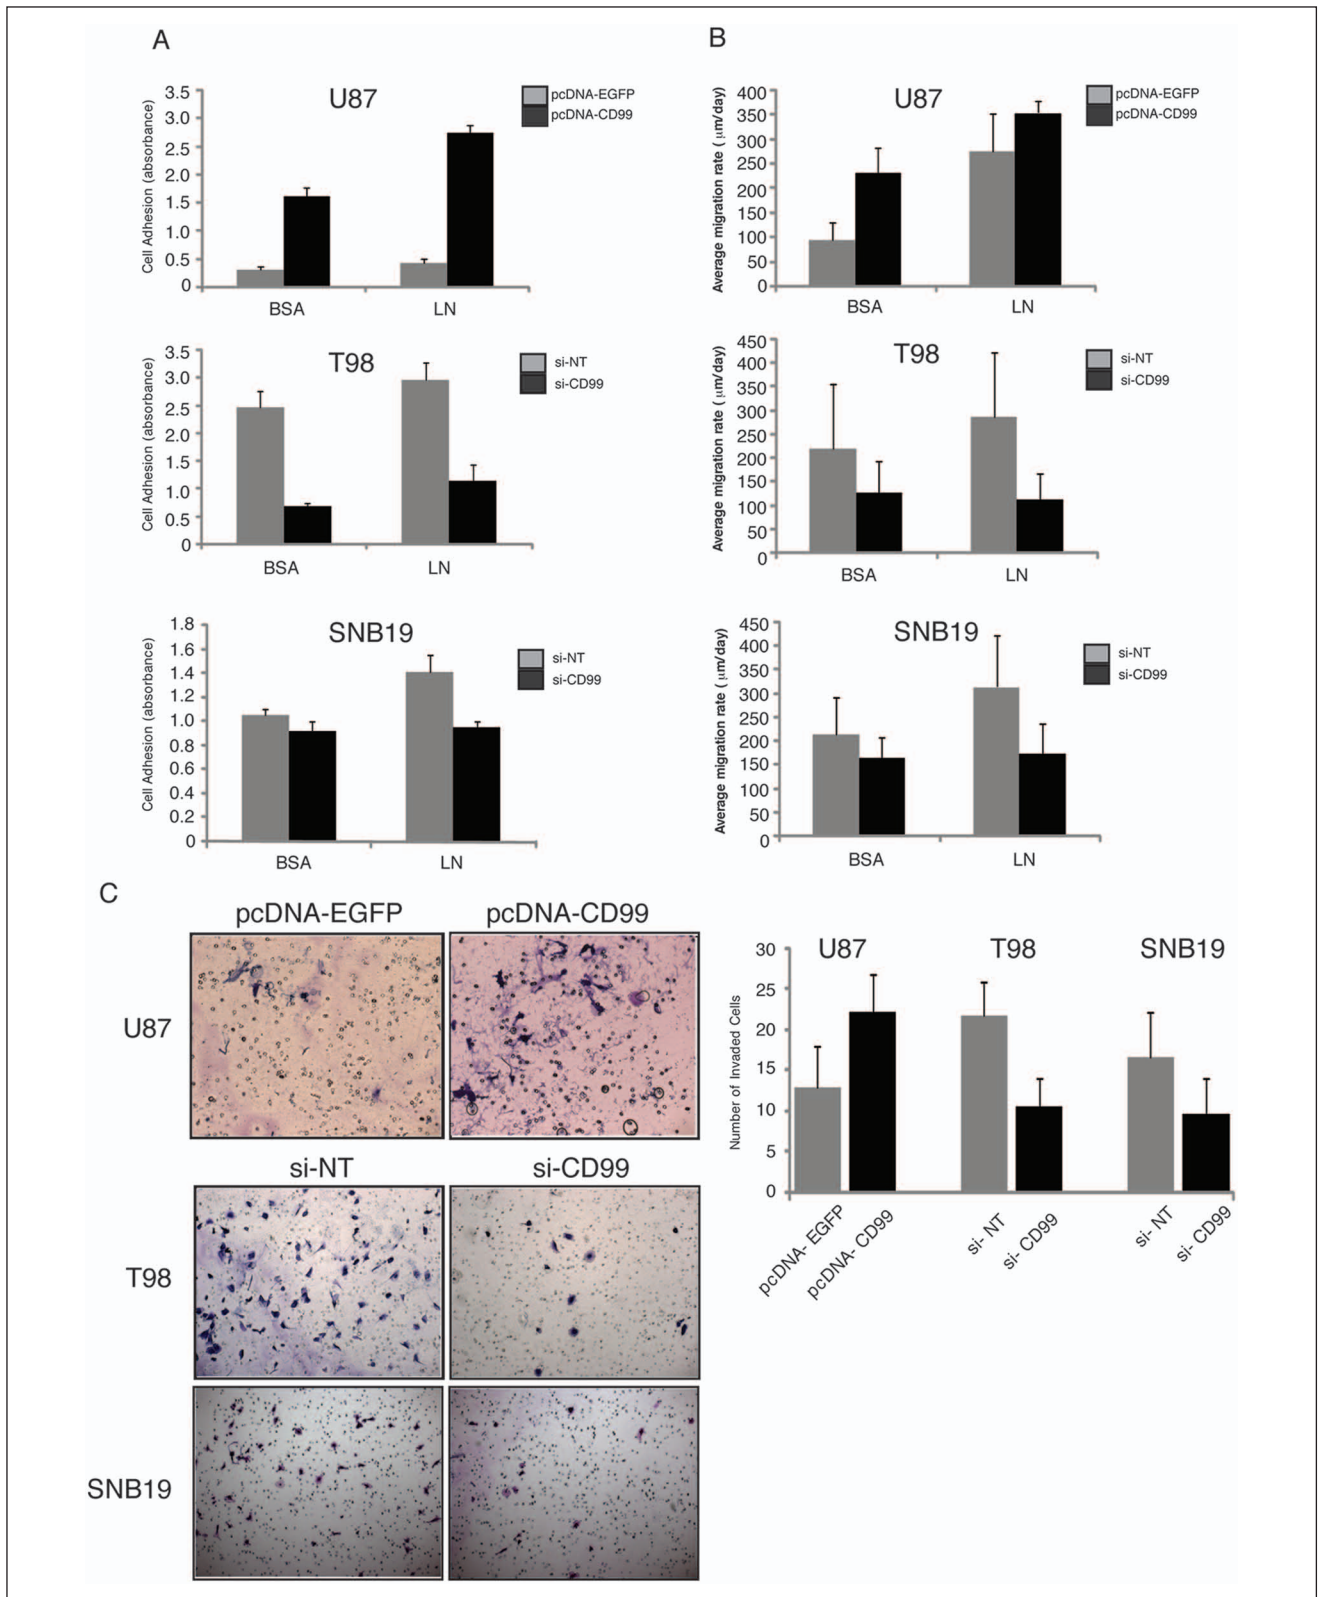 A
U87
pcDNA-EGFP
pcDNA-CD99
Cell Adhesion (absorbance)
3.5
3.0
2.5
2.0
1.5
1.0
0.5
0
BSA
LN
T98
si-NT
si-CD99
Cell Adhesion (absorbance)
3.5
3.0
2.5
2.0
1.5
1.0
0.5
0
BSA
LN
SNB19
si-NT
si-CD99
Cell Adhesion (absorbance)
1.8
1.6
1.4
1.2
1.0
0.8
0.6
0.4
0.2
0
BSA
LN
B
U87
pcDNA-EGFP
pcDNA-CD99
Average migration rate ( μm/day)
400
350
300
250
200
150
100
50
0
BSA
LN
T98
si-NT
si-CD99
Average migration rate ( μm/day)
450
400
350
300
250
200
150
100
50
0
BSA
LN
SNB19
si-NT
si-CD99
Average migration rate ( μm/day)
450
400
350
300
250
200
150
100
50
0
BSA
LN
C
pcDNA-EGFP
pcDNA-CD99
U87
si-NT
si-CD99
T98
SNB19
U87
T98
SNB19
Number of Invaded Cells
30
25
20
15
10
5
0
pcDNA- EGFP
pcDNA- CD99
si- NT
si- CD99
si- NT
si- CD99